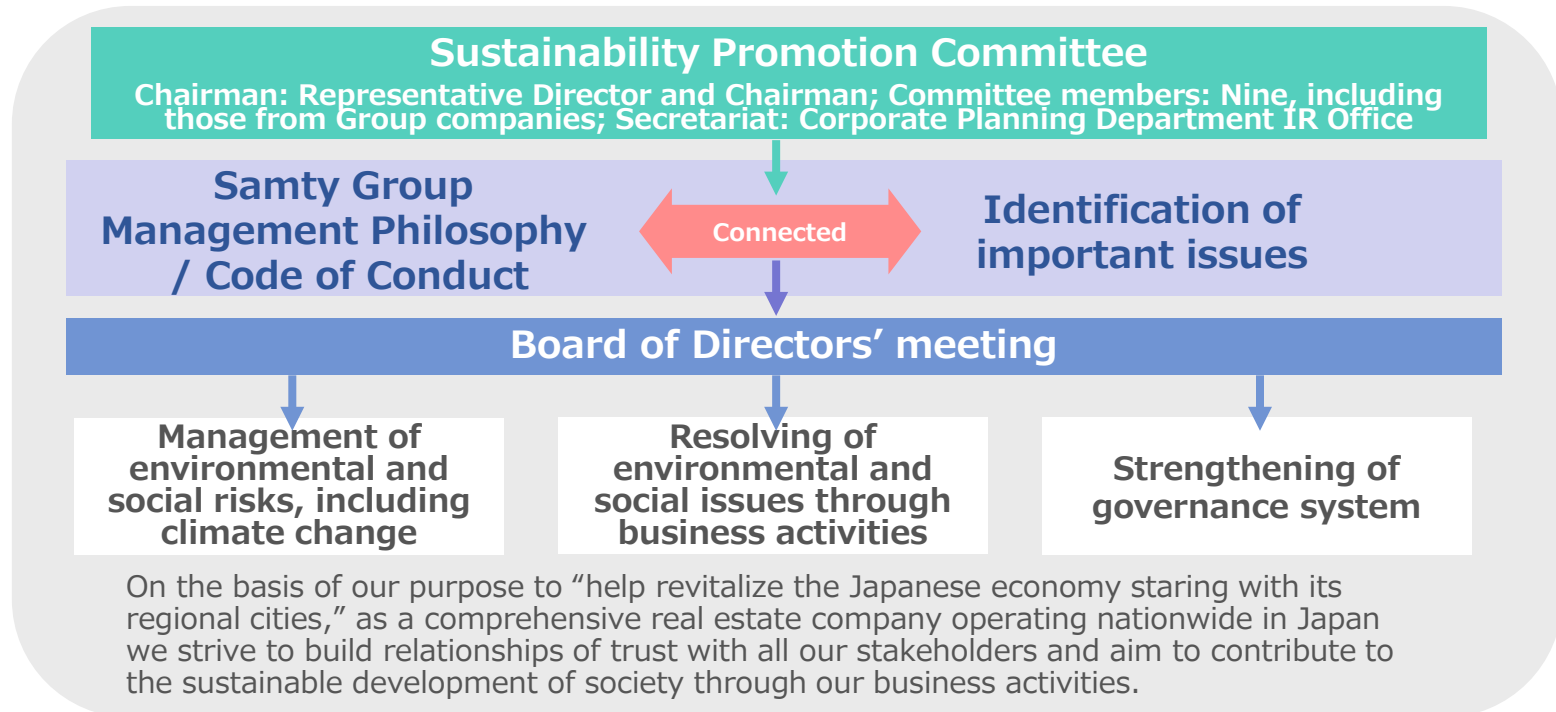 Sustainability Promotion Committee
Chairman: Representative Director and Chairman; Committee members: Nine, including
those from Group companies; Secretariat: Corporate Planning Department IR Office
Samty Group
Management Philosophy
/ Code of Conduct
Connected
Identification of
important issues
Board of Directors’ meeting
Management of
environmental and
social risks, including
climate change
Resolving of
environmental and
social issues through
business activities
Strengthening of
governance system
On the basis of our purpose to “help revitalize the Japanese economy staring with its
regional cities,” as a comprehensive real estate company operating nationwide in Japan
we strive to build relationships of trust with all our stakeholders and aim to contribute to
the sustainable development of society through our business activities.